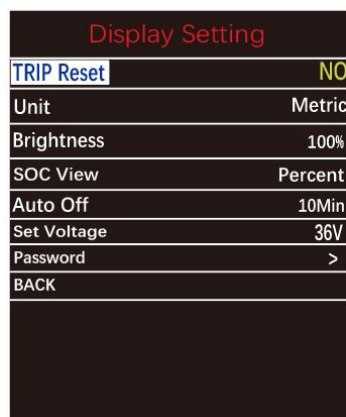 Display Setting
TRIP Reset NO
Unit Metric
Brightness 100%
SOC View Percent
Auto Off 10Min
Set Voltage 36V
Password >
BACK